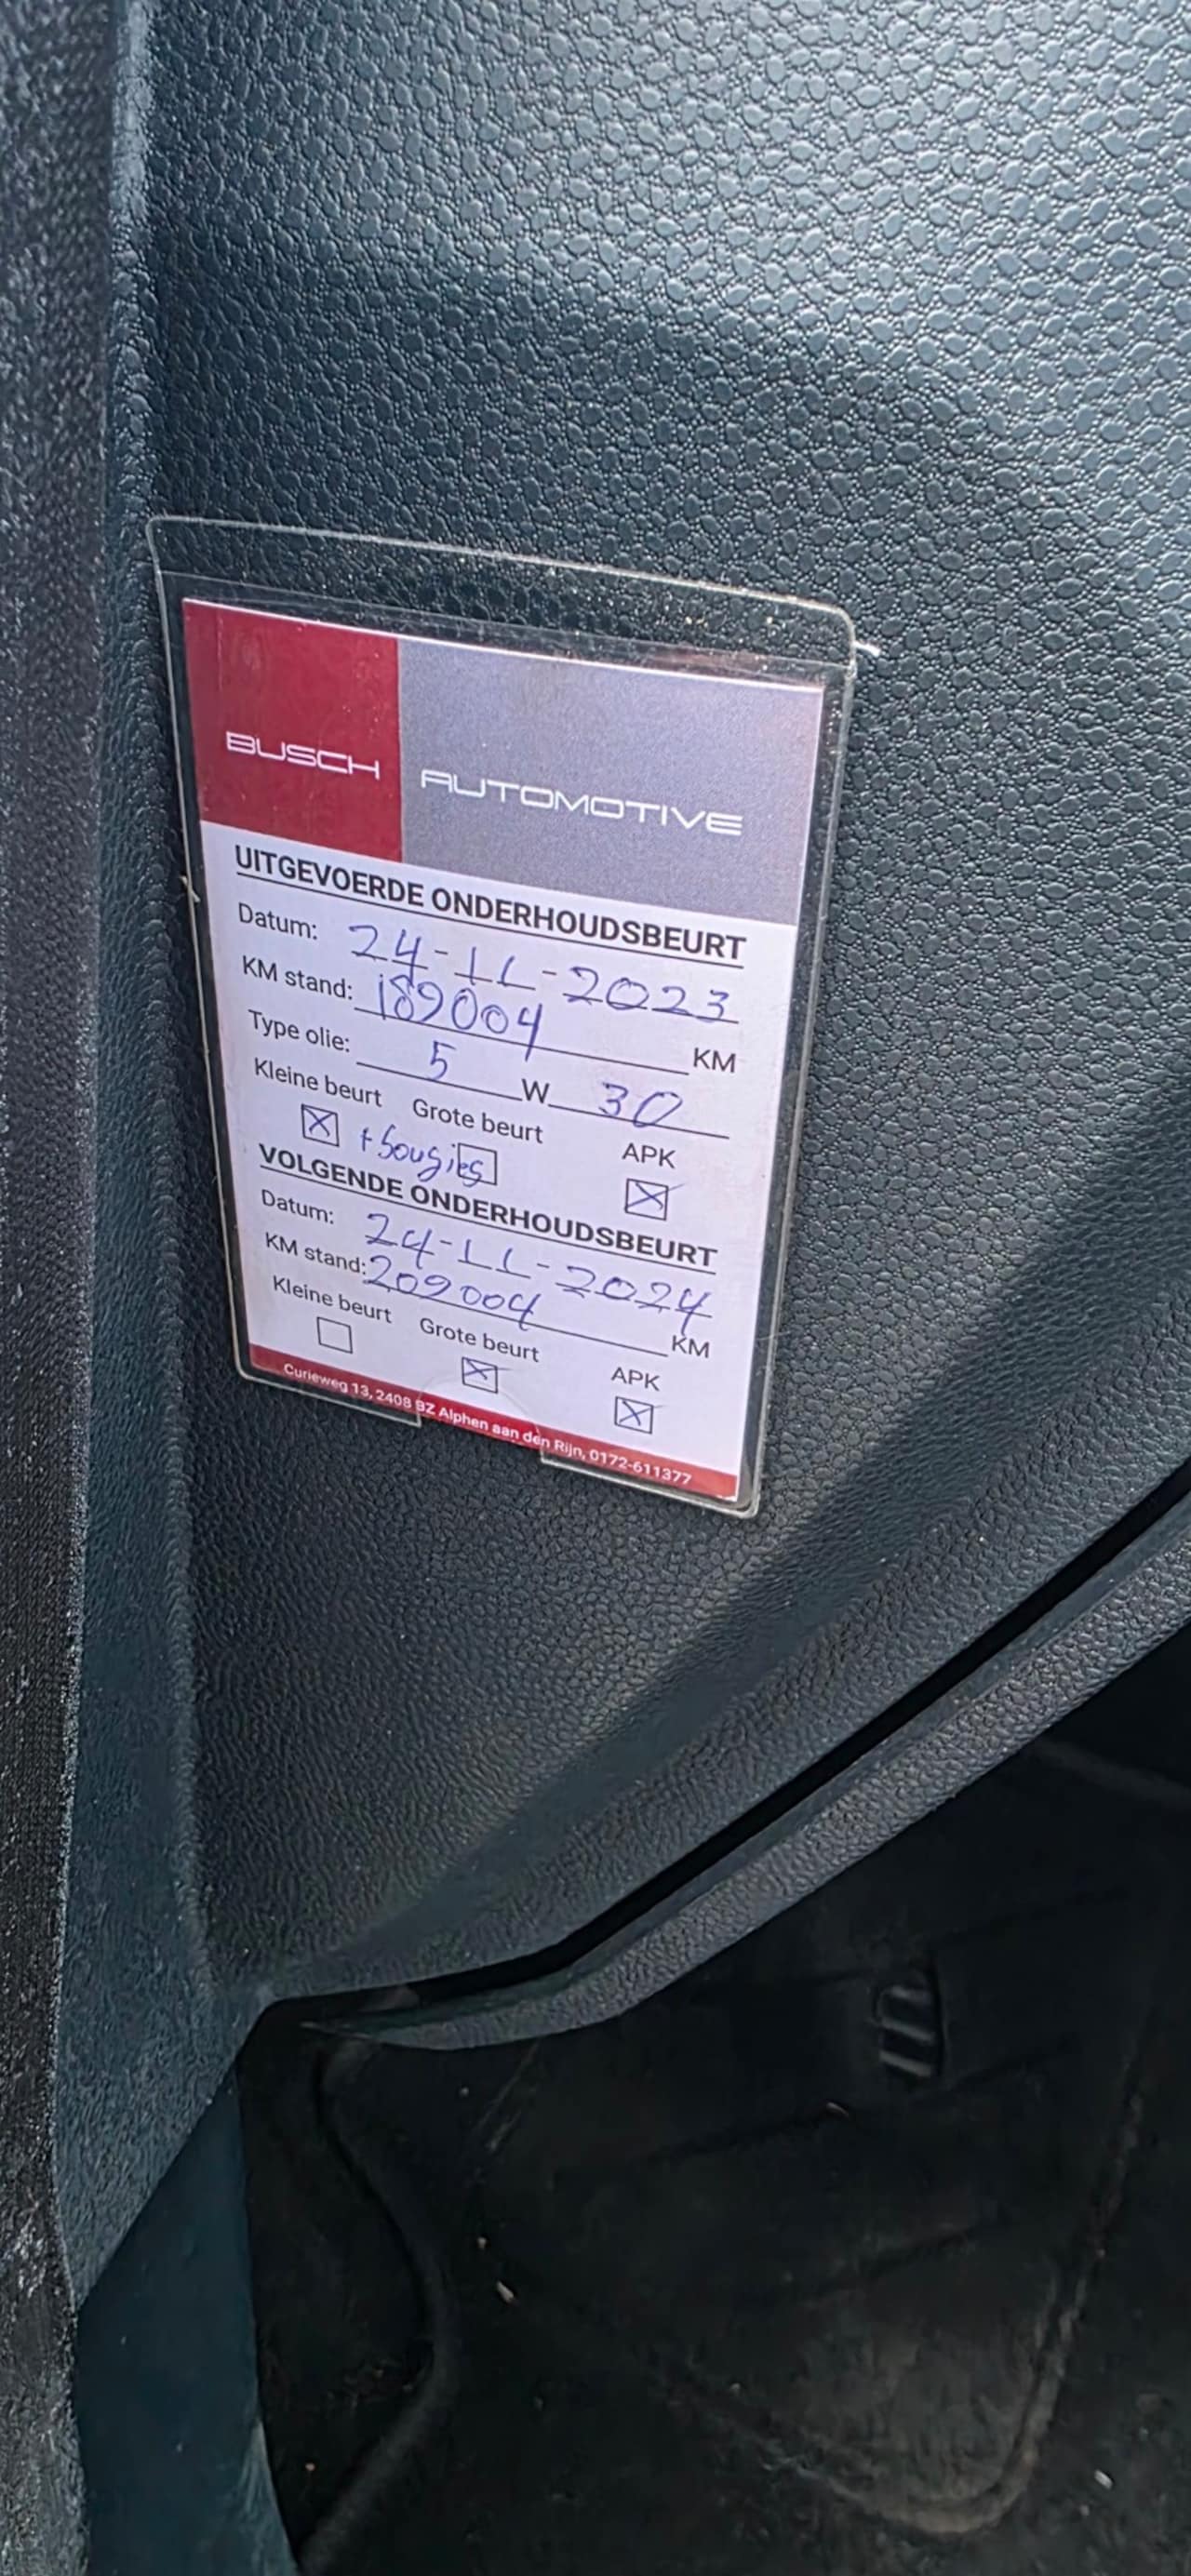 BUSCH AUTOMOTIVE
UITGEVOERDE ONDERHOUDSBEURT
Datum: 24-11-2023
KM stand: 189004 KM
Type olie: 5 W 30
Kleine beurt Grote beurt APK
+ bougies
VOLGENDE ONDERHOUDSBEURT
Datum: 24-11-2024
KM stand: 209004 KM
Kleine beurt Grote beurt APK
Curieweg 13, 2408 BZ Alphen aan den Rijn, 0172-611377